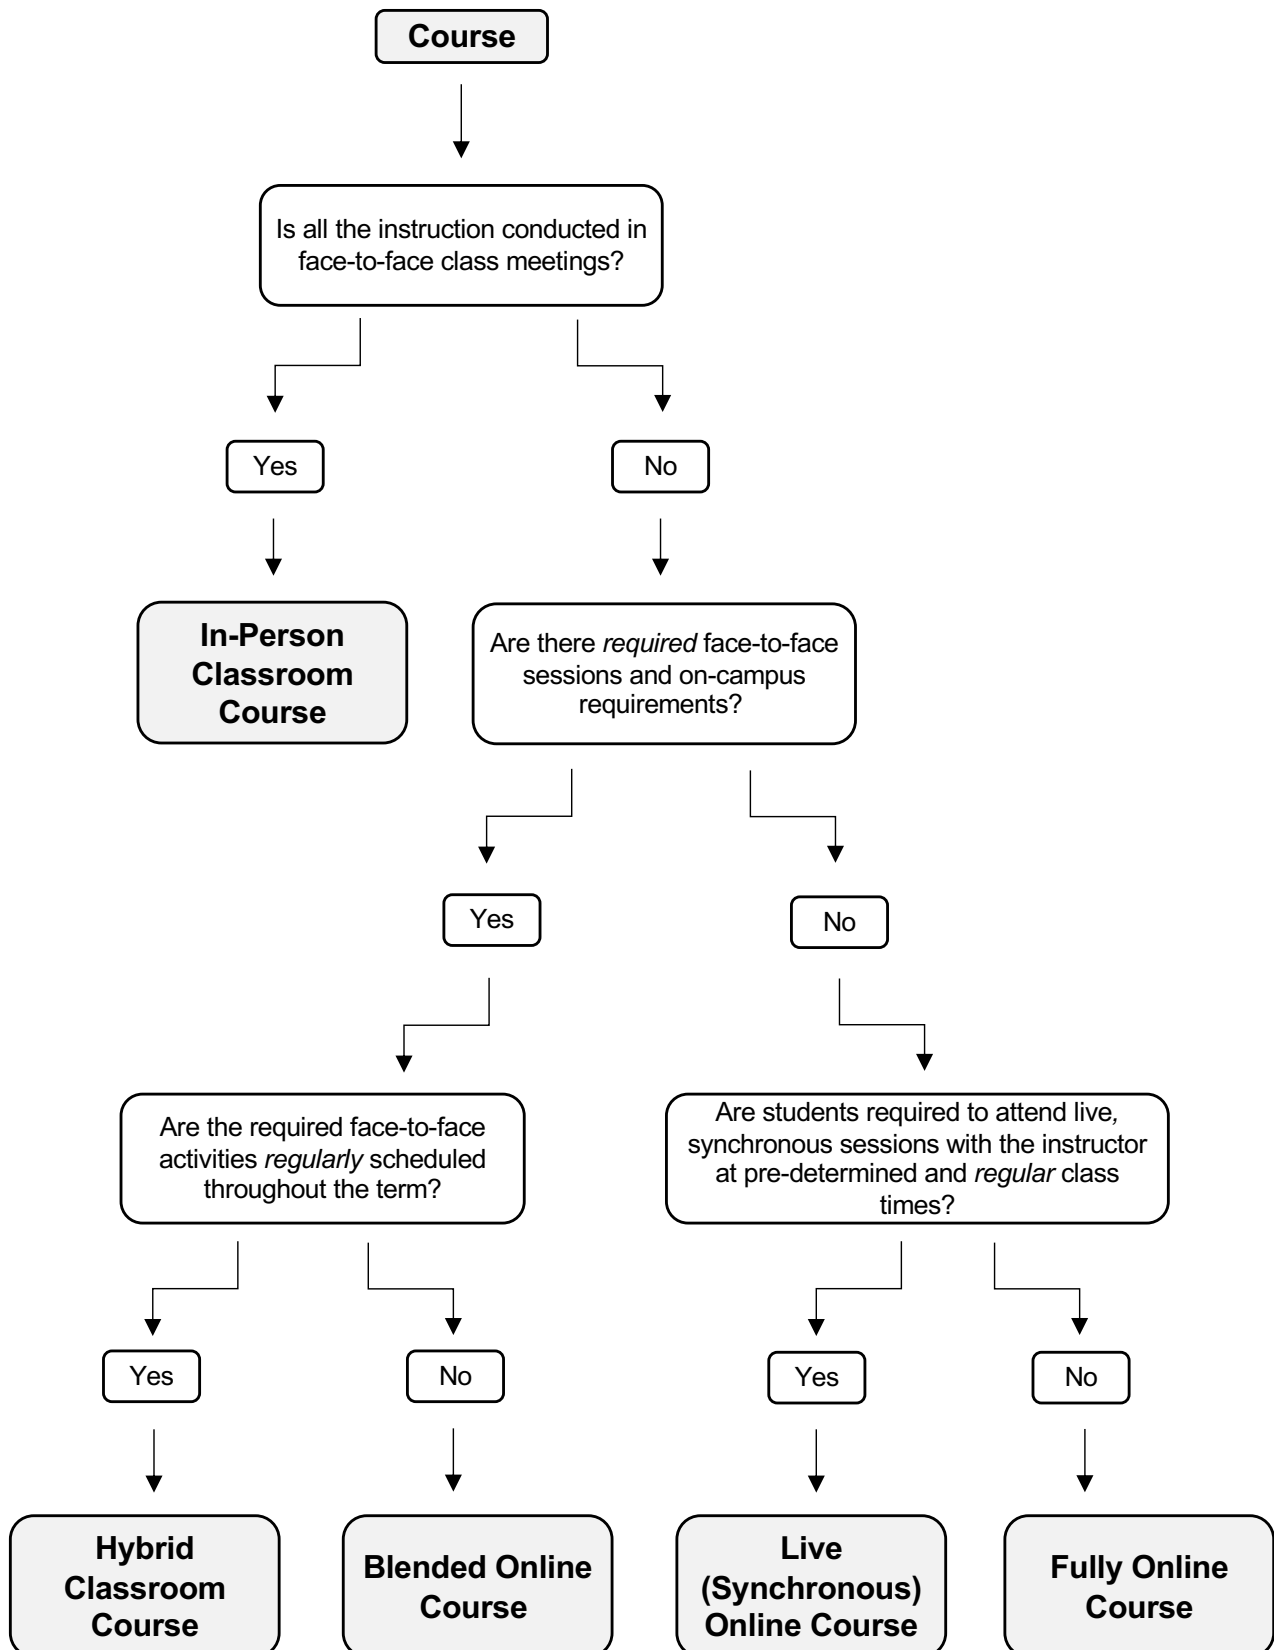 Course
Is all the instruction conducted in
face-to-face class meetings?
Yes
No
In-Person
Classroom
Course
Are there required face-to-face
sessions and on-campus
requirements?
Yes
No
Are the required face-to-face
activities regularly scheduled
throughout the term?
Are students required to attend live,
synchronous sessions with the instructor
at pre-determined and regular class
times?
Yes
No
Yes
No
Hybrid
Classroom
Course
Blended Online
Course
Live
(Synchronous)
Online Course
Fully Online
Course